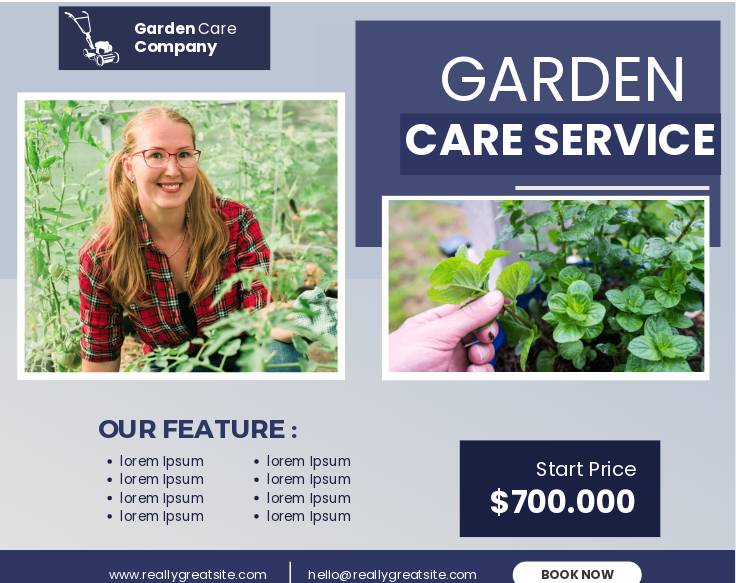 Garden Care
Company
GARDEN
CARE SERVICE
OUR FEATURE :
• lorem Ipsum
• lorem Ipsum
• lorem Ipsum
• lorem Ipsum
• lorem Ipsum
• lorem Ipsum
• lorem Ipsum
• lorem Ipsum
Start Price
$700.000
www.reallygreatsite.com | hello@reallygreatsite.com
BOOK NOW